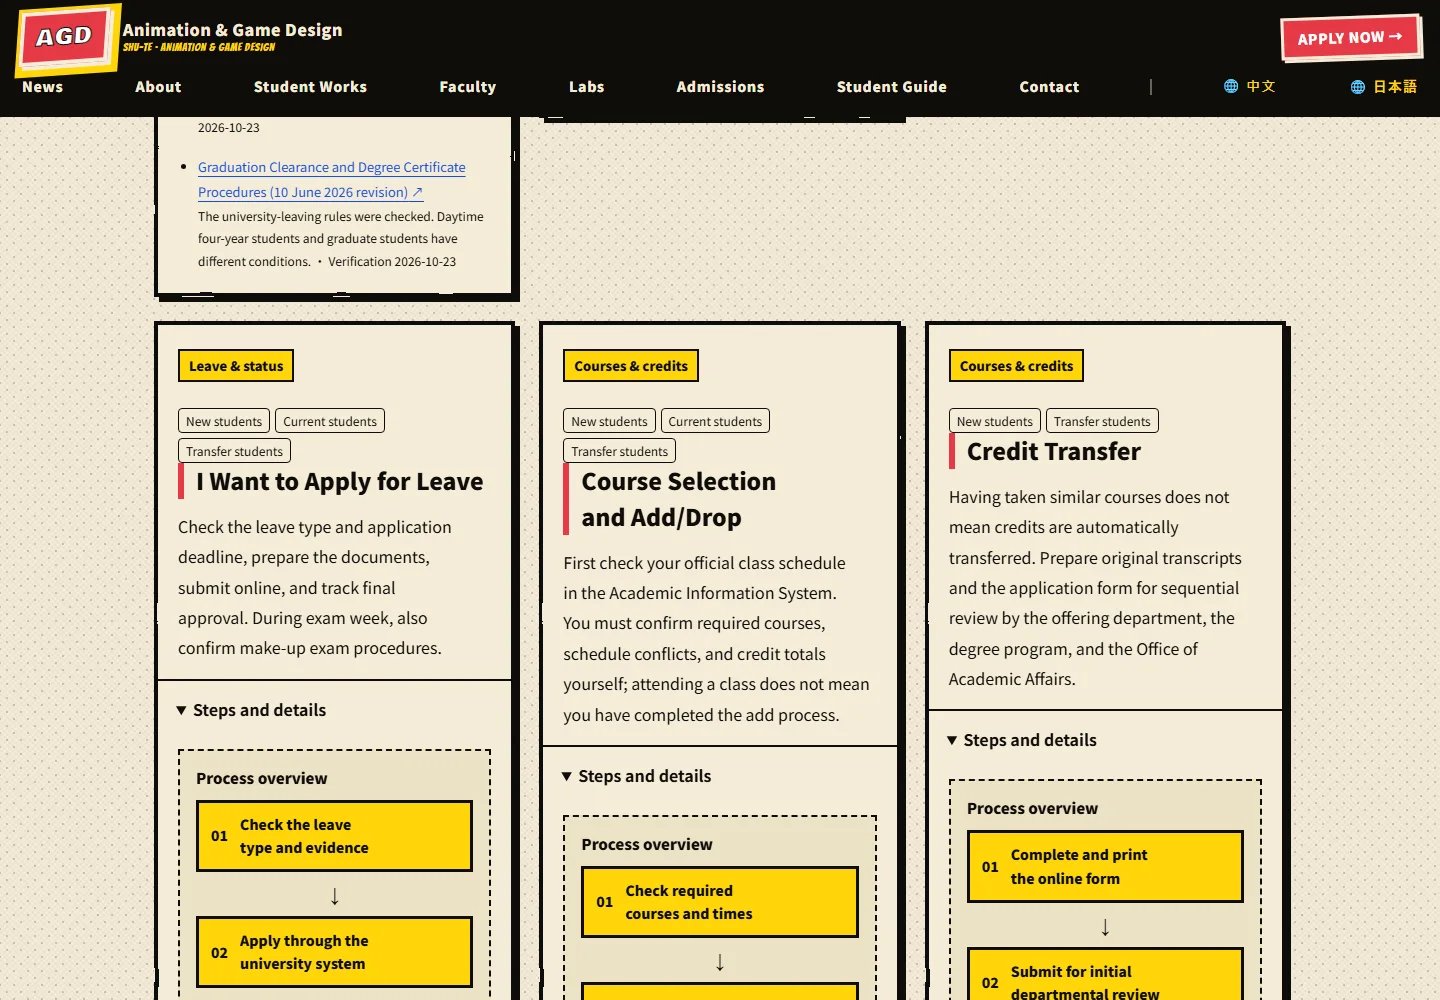 AGD
Animation & Game Design
SHU-TE · ANIMATION & GAME DESIGN
APPLY NOW →
News
About
Student Works
Faculty
Labs
Admissions
Student Guide
Contact
🌐 中文
🌐 日本語
2026-10-23
Graduation Clearance and Degree Certificate
Procedures (10 June 2026 revision) ↗
The university-leaving rules were checked. Daytime
four-year students and graduate students have
different conditions. ・ Verification 2026-10-23
Leave & status
New students
Current students
Transfer students
I Want to Apply for Leave
Check the leave type and application
deadline, prepare the documents,
submit online, and track final
approval. During exam week, also
confirm make-up exam procedures.
▼ Steps and details
Process overview
01 Check the leave
type and evidence
↓
02 Apply through the
university system
Courses & credits
New students
Current students
Transfer students
Course Selection
and Add/Drop
First check your official class schedule
in the Academic Information System.
You must confirm required courses,
schedule conflicts, and credit totals
yourself; attending a class does not mean
you have completed the add process.
▼ Steps and details
Process overview
01 Check required
courses and times
↓
Courses & credits
New students
Transfer students
Credit Transfer
Having taken similar courses does not
mean credits are automatically
transferred. Prepare original transcripts
and the application form for sequential
review by the offering department, the
degree program, and the Office of
Academic Affairs.
▼ Steps and details
Process overview
01 Complete and print
the online form
↓
02 Submit for initial
departmental review